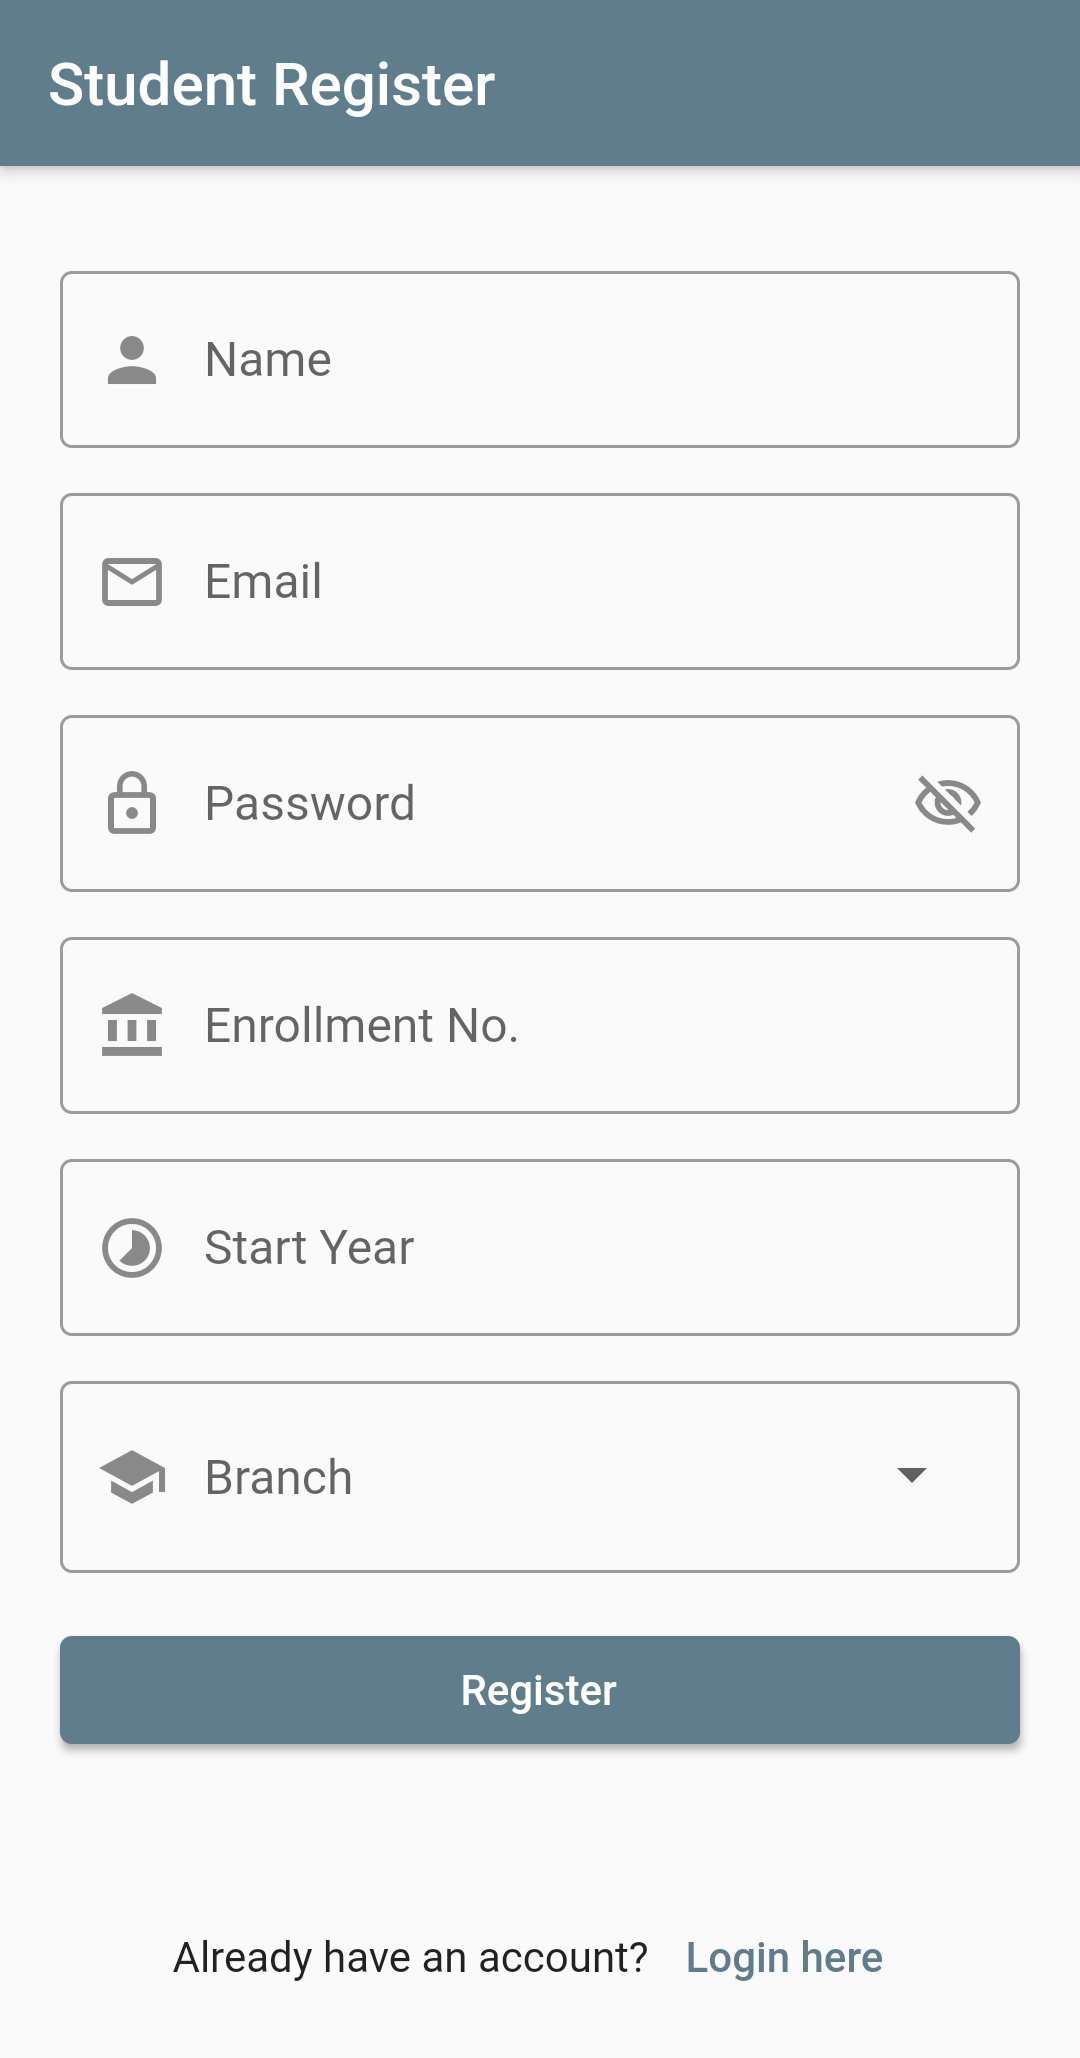 Student Register
Name
Email
Password
Enrollment No.
Start Year
Branch
Register
Already have an account? Login here